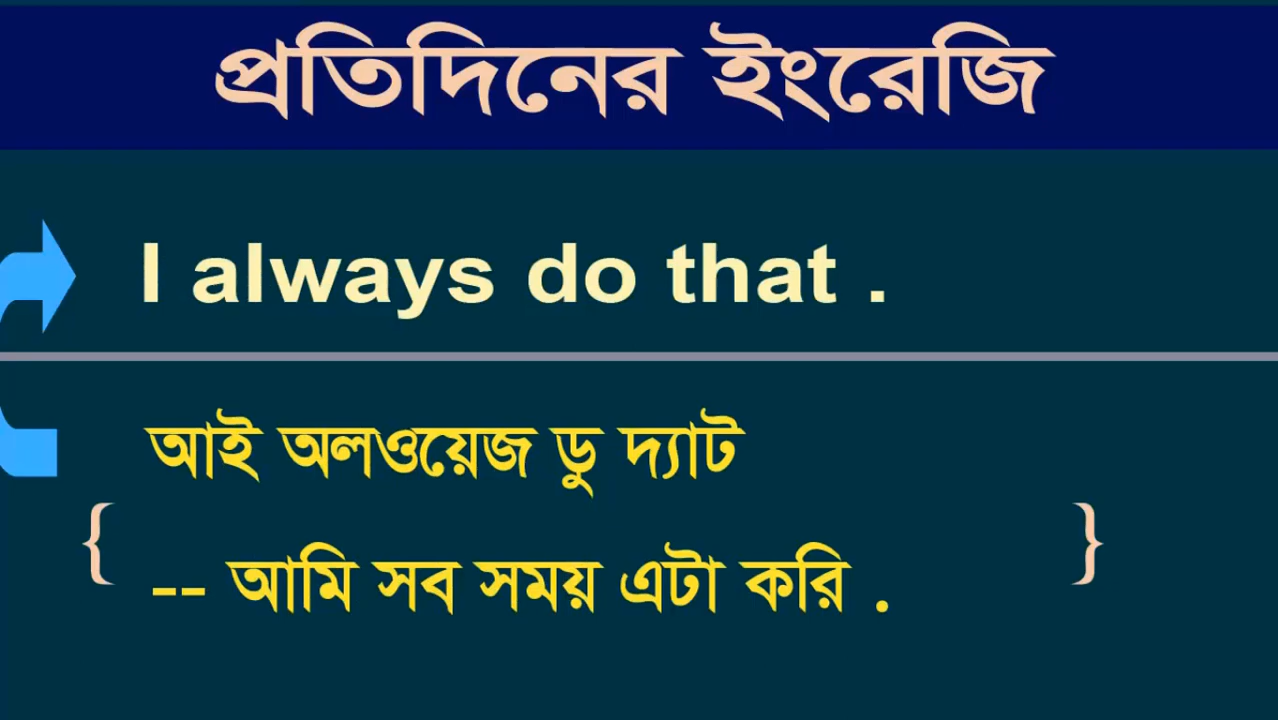 প্রতিদিনের ইংরেজি
I always do that .
আই অলওয়েজ ডু দ্যাট
{ }
-- আমি সব সময় এটা করি .